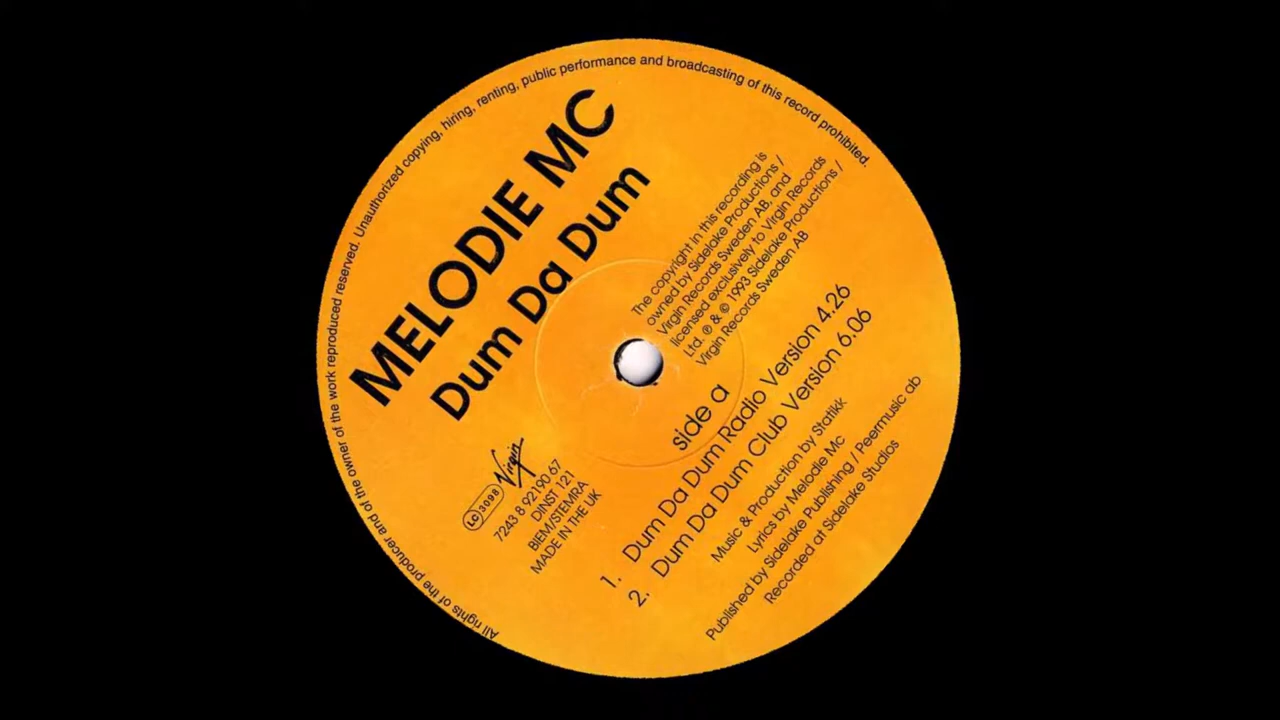 All rights of the producer and of the owner of the work reproduced reserved. Unauthorized copying, hiring, renting, public performance and broadcasting of this record prohibited.
MELODIE MC
Dum Da Dum
The copyright in this recording is
owned by Sidelake Productions /
Virgin Records Sweden AB, and
licensed exclusively to Virgin Records
Ltd. ℗ & © 1993 Sidelake Productions /
Virgin Records Sweden AB
LC 3098
Virgin
7243 8 92190 67
DINST 121
BIEM/STEMRA
MADE IN THE UK
side a
1. Dum Da Dum Radio Version 4.26
2. Dum Da Dum Club Version 6.06
Music & Production by Statikk
Lyrics by Melodie Mc
Published by Sidelake Publishing / Peermusic ab
Recorded at Sidelake Studios